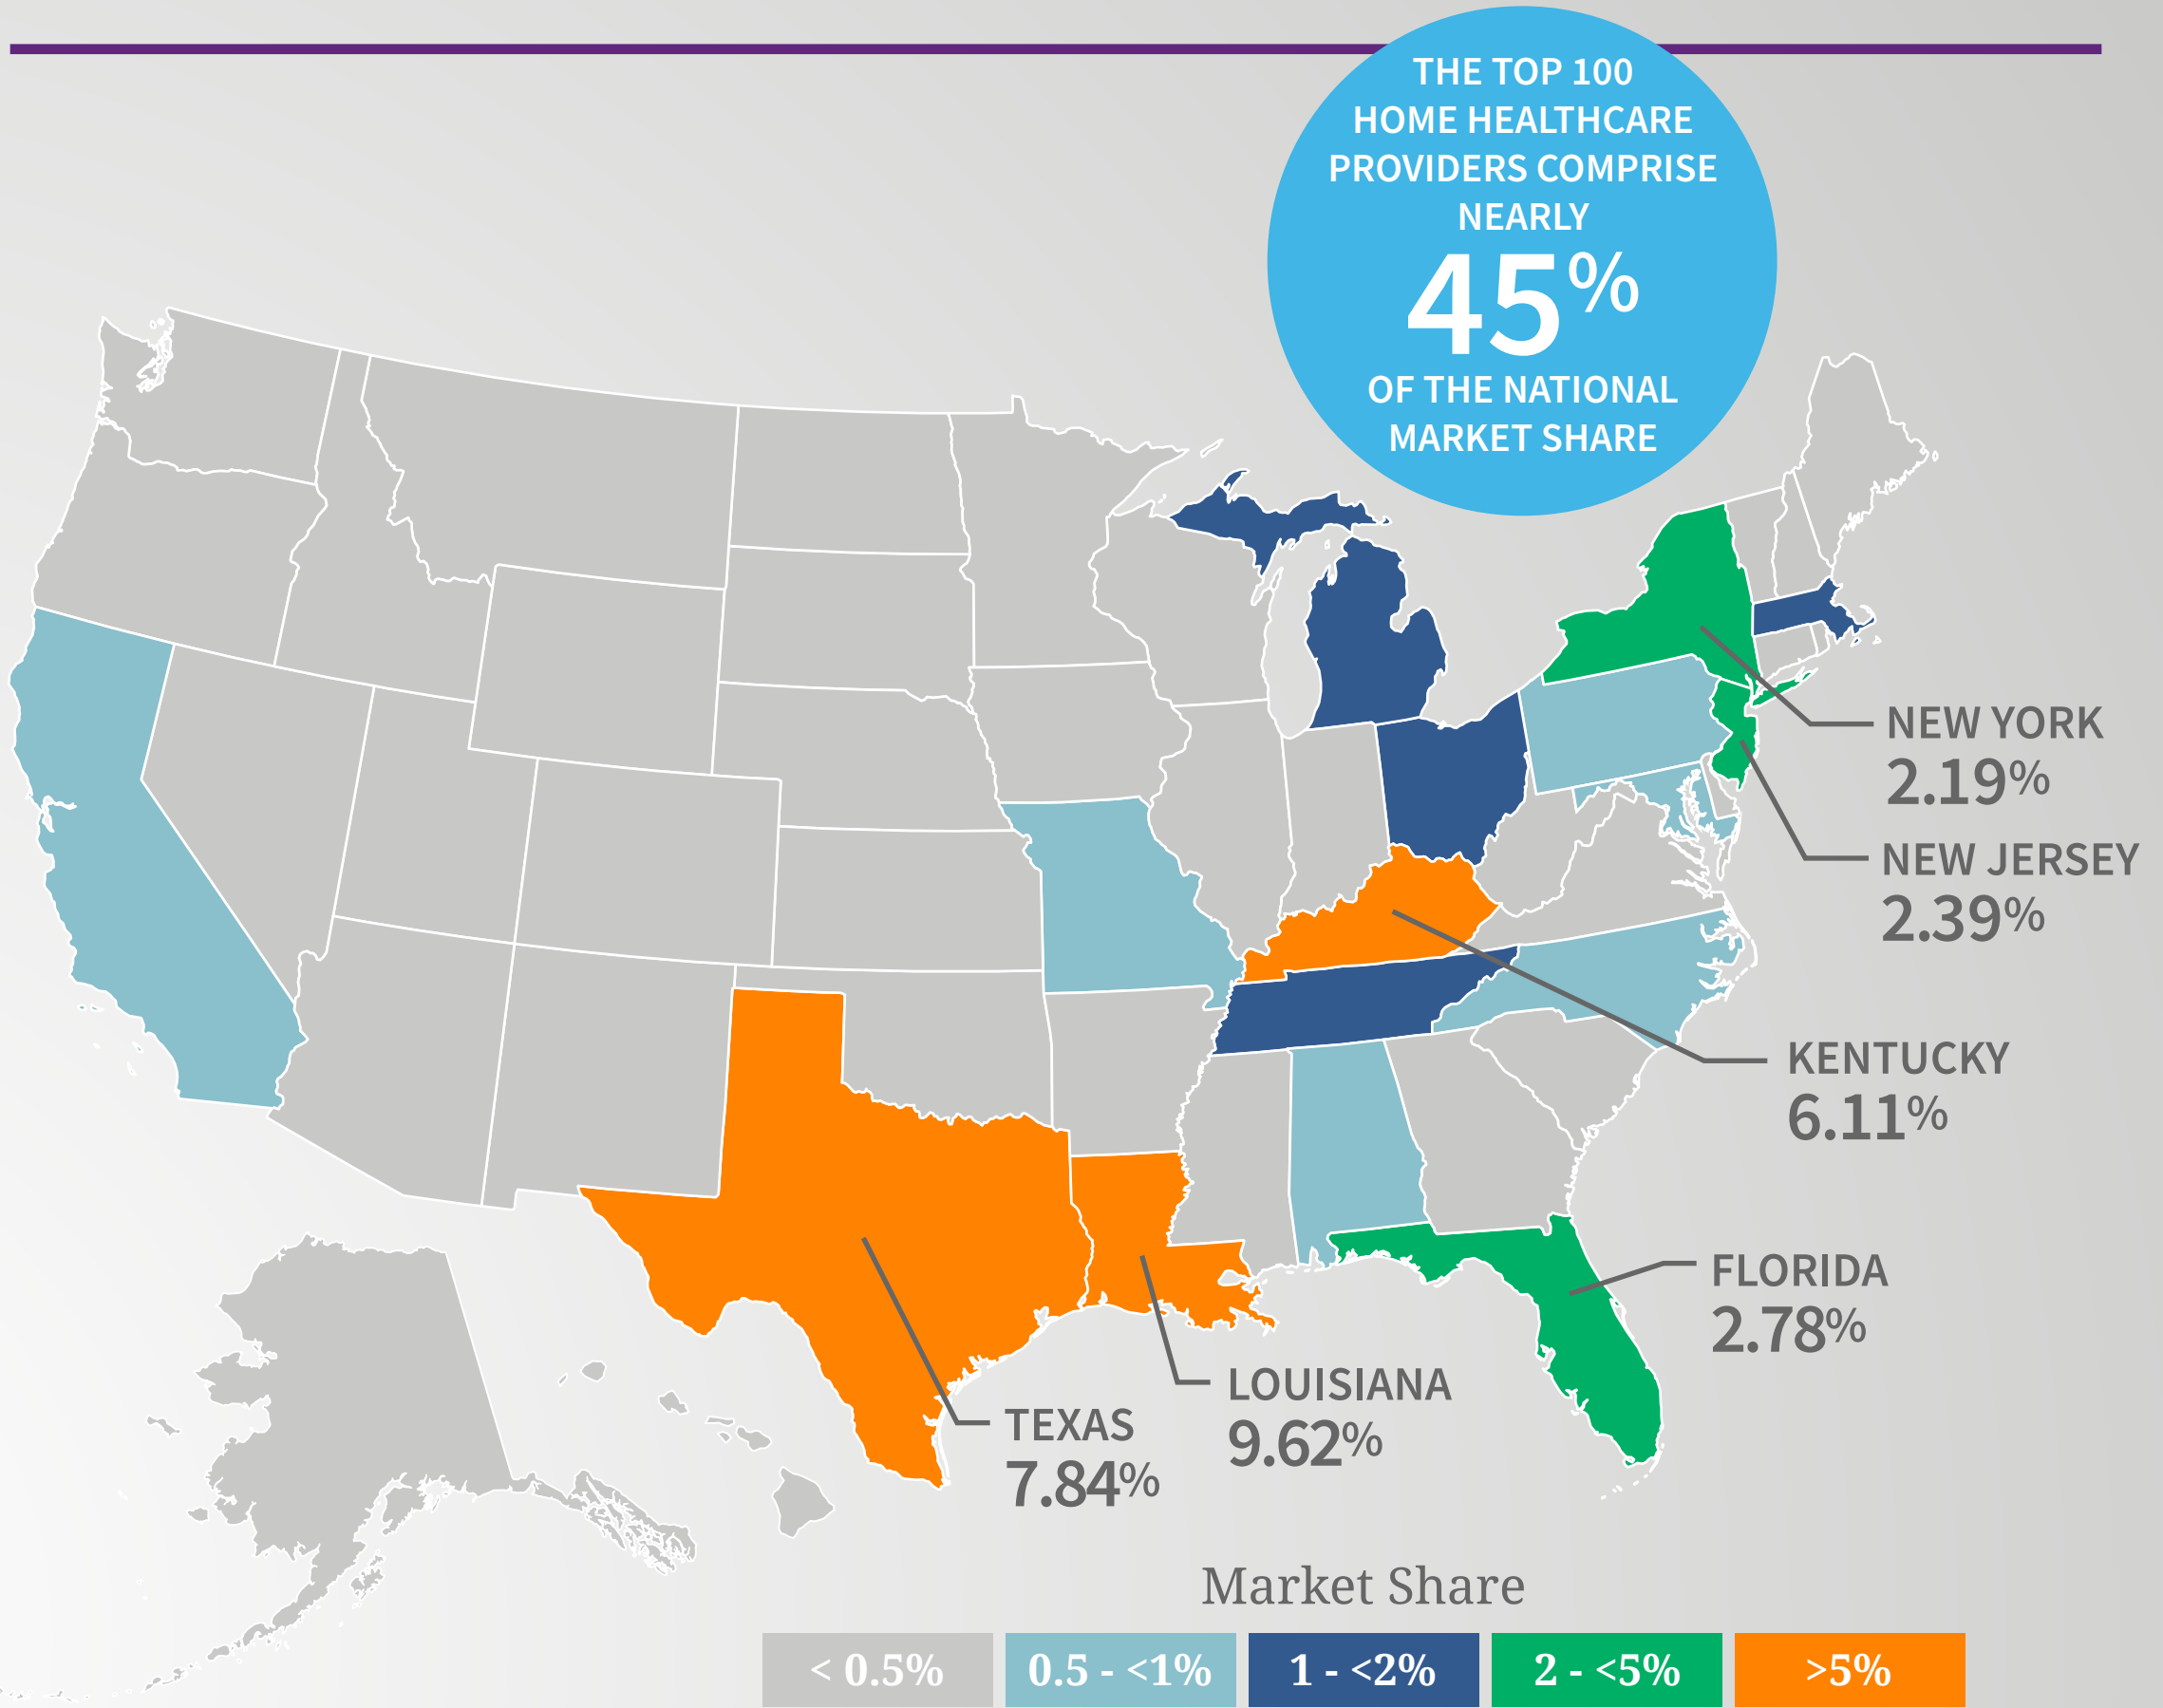 THE TOP 100
HOME HEALTHCARE
PROVIDERS COMPRISE
NEARLY
45%
OF THE NATIONAL
MARKET SHARE
NEW YORK
2.19%
NEW JERSEY
2.39%
KENTUCKY
6.11%
FLORIDA
2.78%
LOUISIANA
9.62%
TEXAS
7.84%
Market Share
< 0.5%
0.5 - <1%
1 - <2%
2 - <5%
>5%